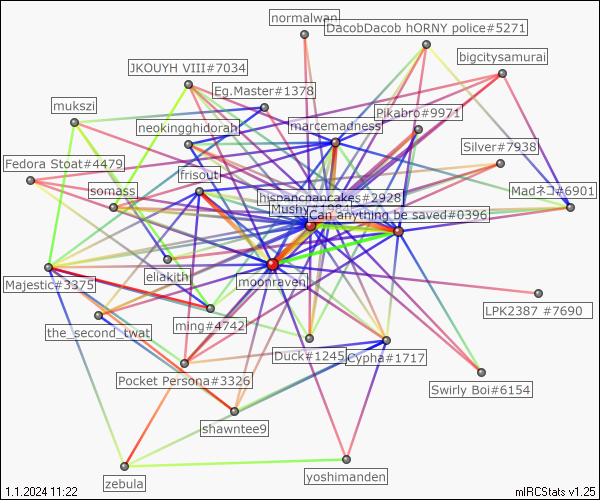 normalwan
DacobDacob hORNY police#5271
bigcitysamurai
JKOUYH VIII#7034
Eg.Master#1378
mukszi
Pikabro#9971
neokingghidorah
marcemadness
Silver#7938
Fedora Stoat#4479
frisout
somass
Madネコ#6901
hispancpancakes#2928
Mushy#1984
Can anything be saved#0396
eliakith
moonraven
Majestic#3375
LPK2387 #7690
ming#4742
the_second_twat
Duck#1245
Cypha#1717
Pocket Persona#3326
Swirly Boi#6154
shawntee9
zebula
yoshimanden
1.1.2024 11:22
mIRCStats v1.25